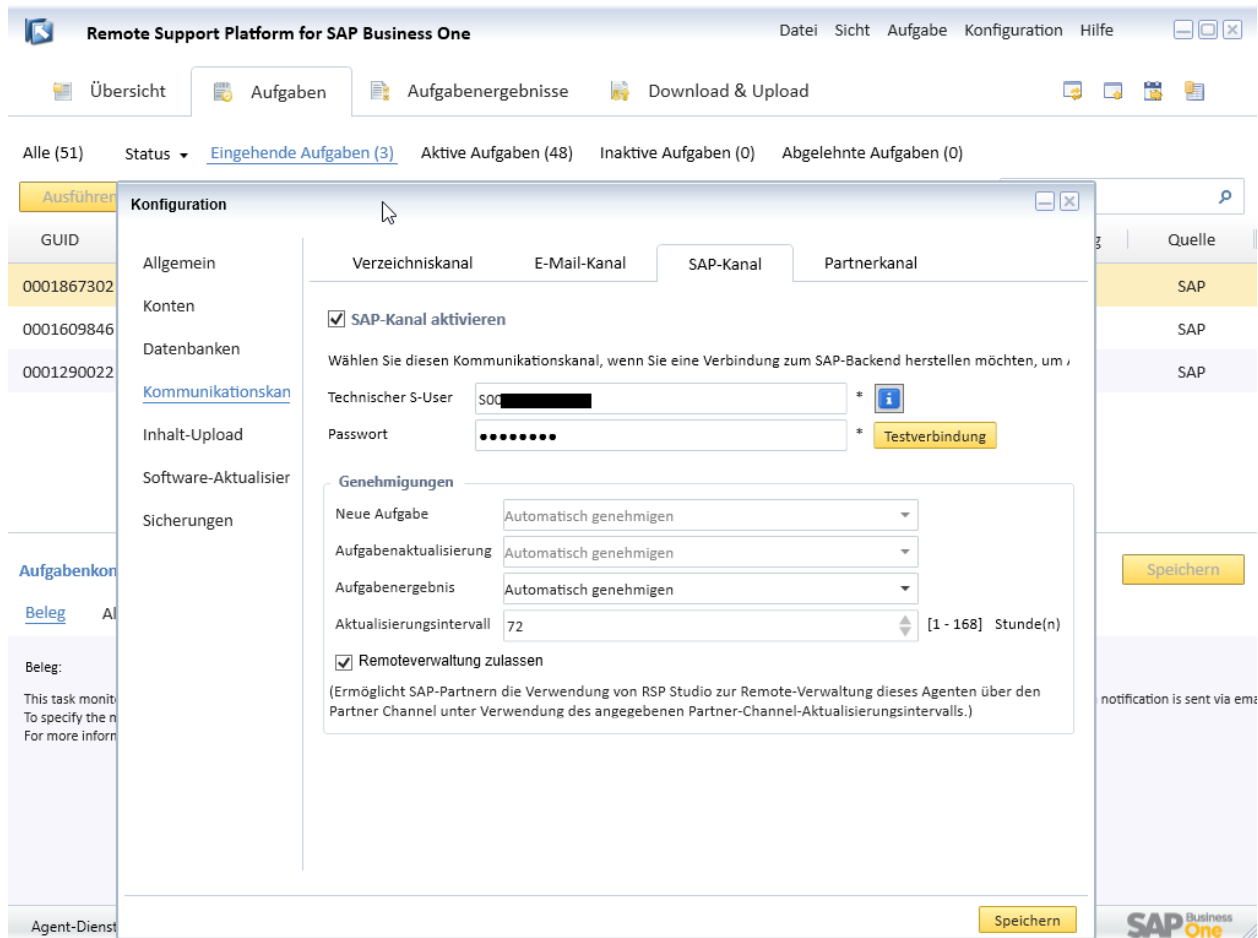 Remote Support Platform for SAP Business One
Datei Sicht Aufgabe Konfiguration Hilfe
Übersicht Aufgaben Aufgabenergebnisse Download & Upload
Alle (51) Status Eingehende Aufgaben (3) Aktive Aufgaben (48) Inaktive Aufgaben (0) Abgelehnte Aufgaben (0)
Ausführen
Konfiguration
GUID Quelle
0001867302 SAP
0001609846 SAP
0001290022 SAP
Allgemein
Konten
Datenbanken
Kommunikationskan
Inhalt-Upload
Software-Aktualisier
Sicherungen
Verzeichniskanal E-Mail-Kanal SAP-Kanal Partnerkanal
SAP-Kanal aktivieren
Wählen Sie diesen Kommunikationskanal, wenn Sie eine Verbindung zum SAP-Backend herstellen möchten, um
Technischer S-User S00 *
Passwort •••••••• * Testverbindung
Genehmigungen
Neue Aufgabe Automatisch genehmigen
Aufgabenaktualisierung Automatisch genehmigen
Aufgabenergebnis Automatisch genehmigen
Aktualisierungsintervall 72 [1 - 168] Stunde(n)
Remoteverwaltung zulassen
(Ermöglicht SAP-Partnern die Verwendung von RSP Studio zur Remote-Verwaltung dieses Agenten über den
Partner Channel unter Verwendung des angegebenen Partner-Channel-Aktualisierungsintervalls.)
Speichern
Aufgabenkon Speichern
Beleg Al
Beleg:
This task monit notification is sent via ema
To specify the n
For more inforn
Agent-Dienst
SAP Business One